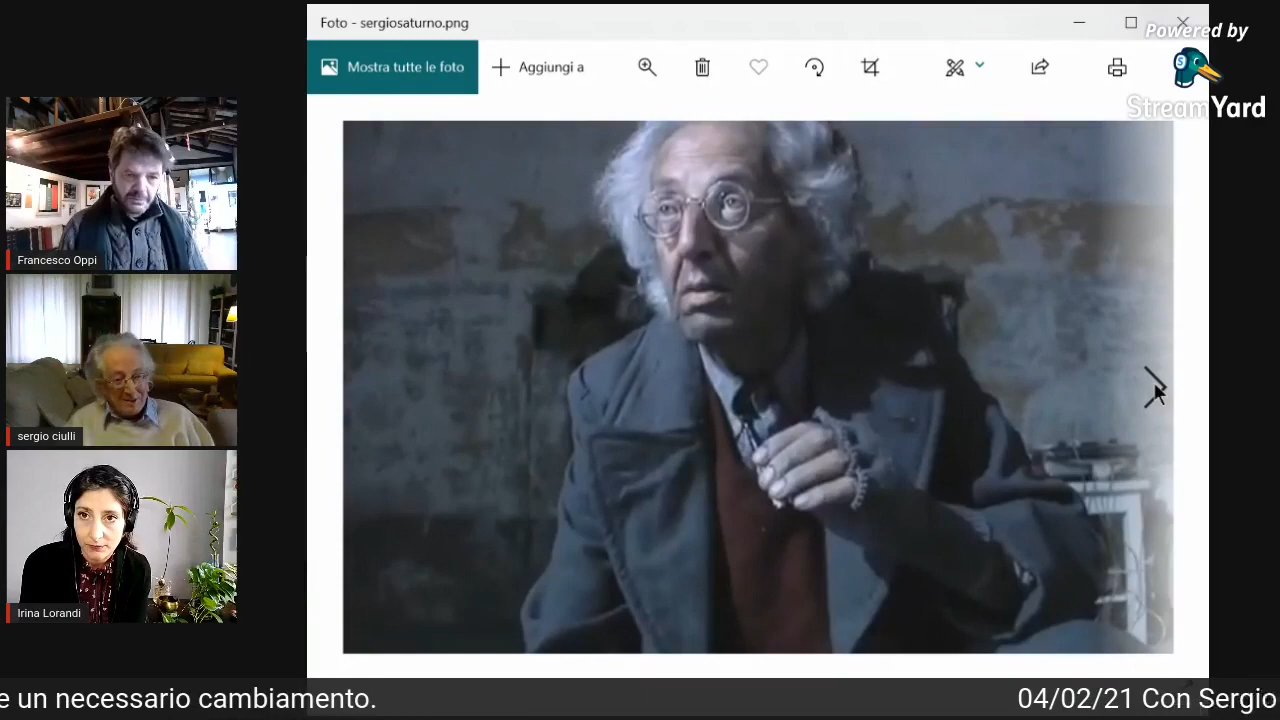 Foto - sergiosaturno.png
Powered by
Mostra tutte le foto
Aggiungi a
StreamYard
Francesco Oppi
sergio ciulli
Irina Lorandi
e un necessario cambiamento.
04/02/21 Con Sergio